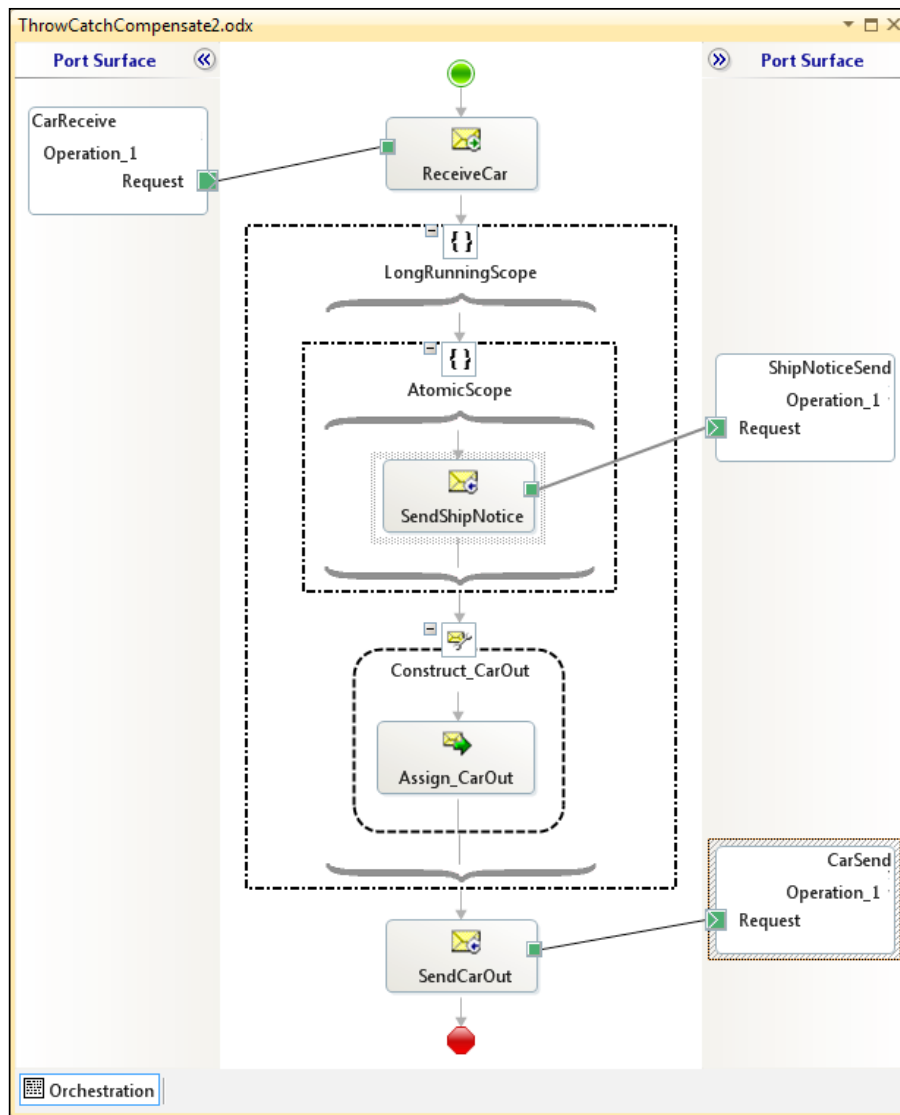 ThrowCatchCompensate2.odx
Port Surface
Port Surface
CarReceive
Operation_1
Request
ReceiveCar
{ }
LongRunningScope
{ }
AtomicScope
ShipNoticeSend
Operation_1
Request
SendShipNotice
Construct_CarOut
Assign_CarOut
CarSend
Operation_1
Request
SendCarOut
Orchestration